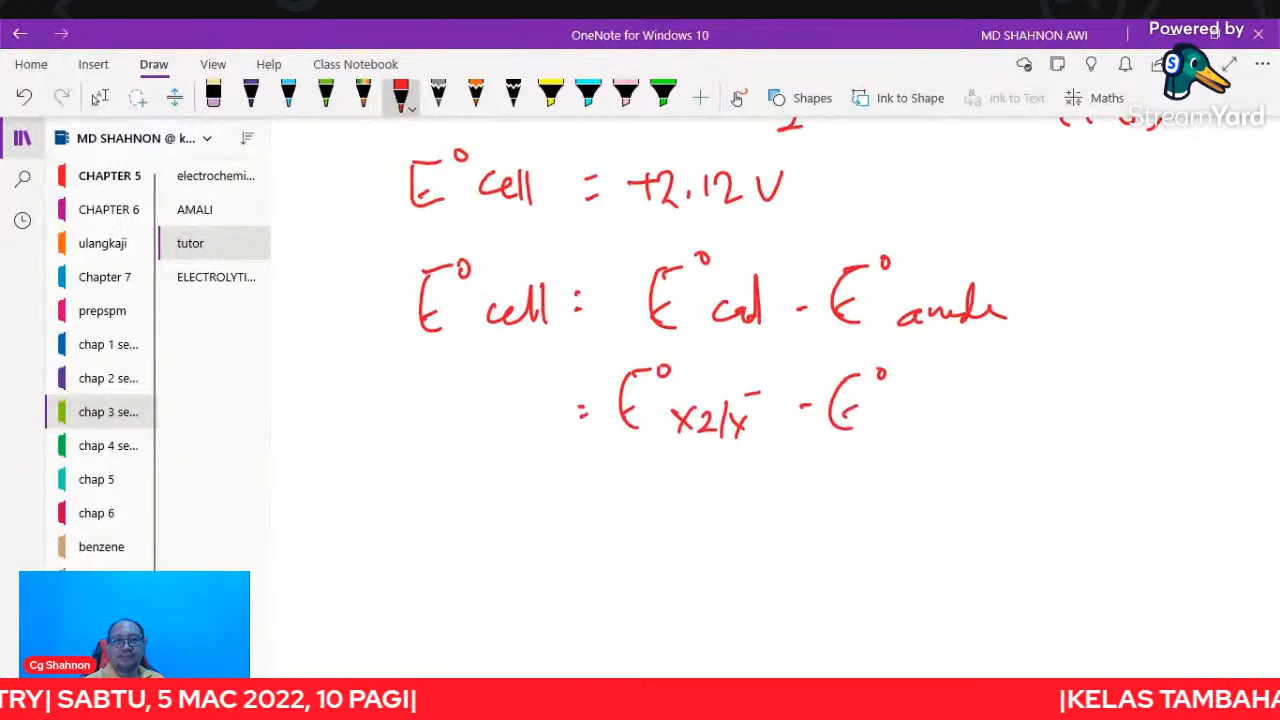 OneNote for Windows 10
MD SHAHNON AWI
Powered by
StreamYard
Home Insert Draw View Help Class Notebook
Shapes Ink to Shape Ink to Text Maths
MD SHAHNON @ k...
CHAPTER 5
CHAPTER 6
ulangkaji
Chapter 7
prepspm
chap 1 se...
chap 2 se...
chap 3 se...
chap 4 se...
chap 5
chap 6
benzene
electrochemi...
AMALI
tutor
ELECTROLYTI...
E° cell = +2.12 V
E° cell = E° cad - E° anode
= E° X2/X⁻ - E°
Cg Shahnon
TRY| SABTU, 5 MAC 2022, 10 PAGI| |KELAS TAMBAHA